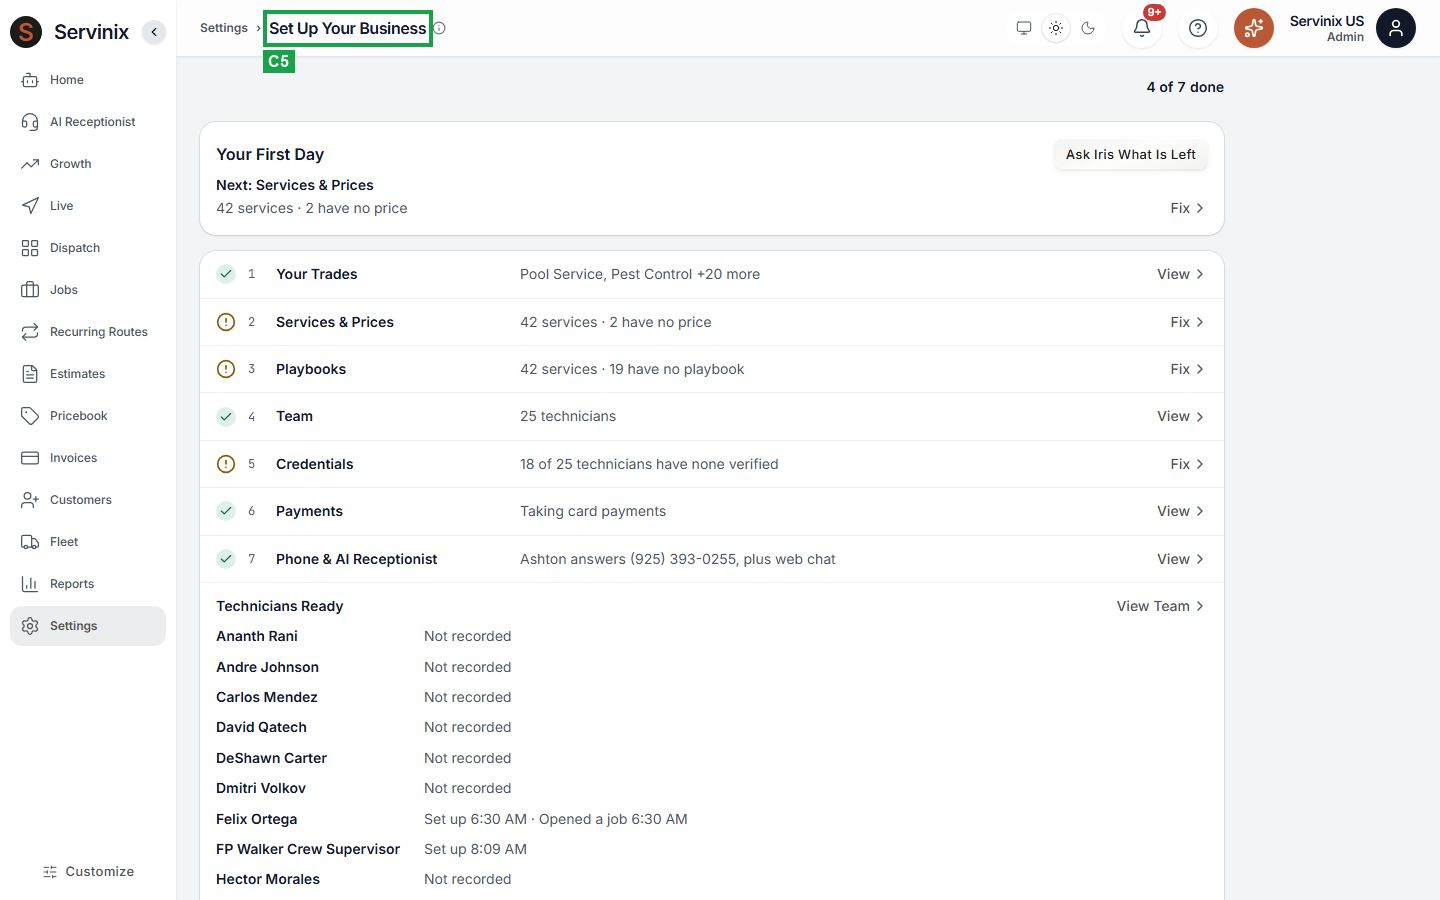 S Servinix
Settings › Set Up Your Business
C5
9+
Servinix US
Admin
Home
AI Receptionist
Growth
Live
Dispatch
Jobs
Recurring Routes
Estimates
Pricebook
Invoices
Customers
Fleet
Reports
Settings
Customize
4 of 7 done
Your First Day
Ask Iris What Is Left
Next: Services & Prices
42 services · 2 have no price Fix
1 Your Trades Pool Service, Pest Control +20 more View
2 Services & Prices 42 services · 2 have no price Fix
3 Playbooks 42 services · 19 have no playbook Fix
4 Team 25 technicians View
5 Credentials 18 of 25 technicians have none verified Fix
6 Payments Taking card payments View
7 Phone & AI Receptionist Ashton answers (925) 393-0255, plus web chat View
Technicians Ready View Team
Ananth Rani Not recorded
Andre Johnson Not recorded
Carlos Mendez Not recorded
David Qatech Not recorded
DeShawn Carter Not recorded
Dmitri Volkov Not recorded
Felix Ortega Set up 6:30 AM · Opened a job 6:30 AM
FP Walker Crew Supervisor Set up 8:09 AM
Hector Morales Not recorded